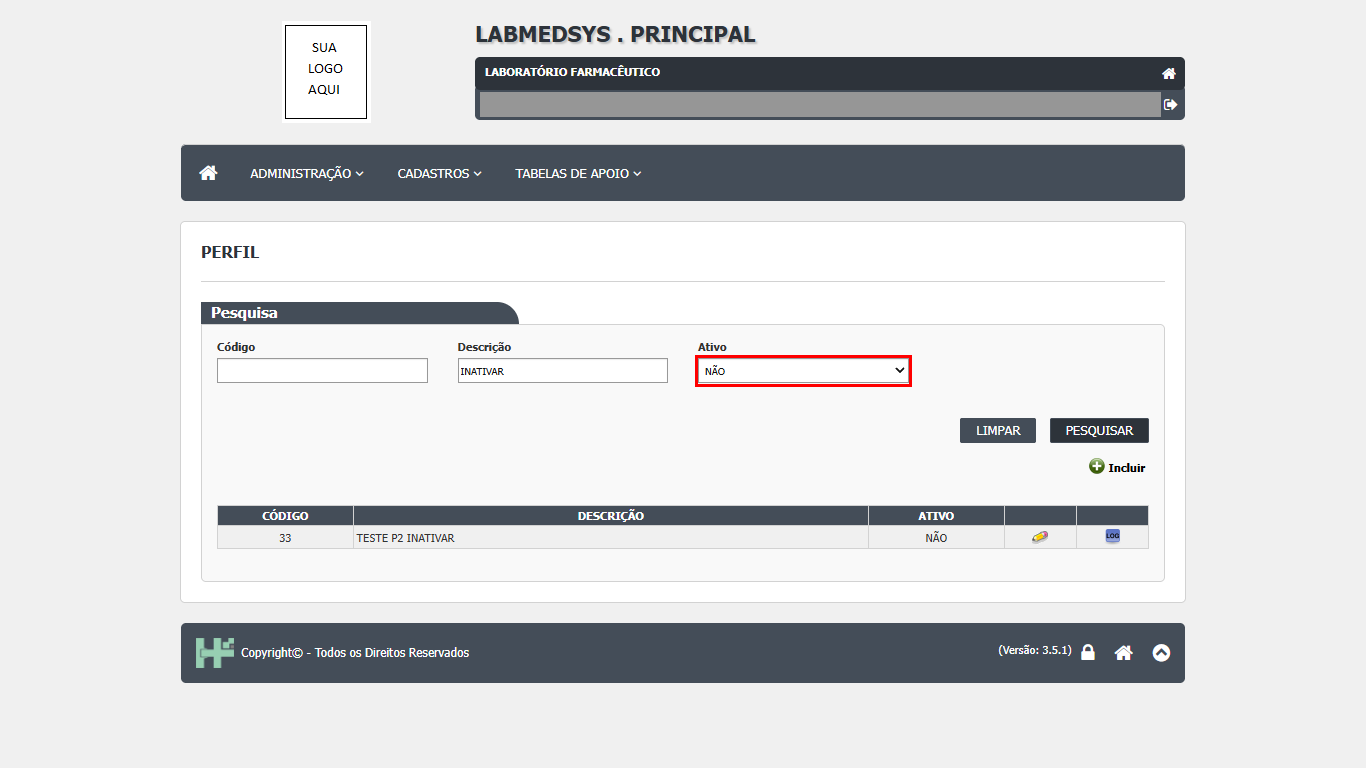 SUA
LOGO
AQUI
LABMEDSYS . PRINCIPAL
LABORATÓRIO FARMACÊUTICO
ADMINISTRAÇÃO CADASTROS TABELAS DE APOIO
PERFIL
Pesquisa
Código Descrição Ativo
INATIVAR NÃO
LIMPAR PESQUISAR
Incluir
CÓDIGO DESCRIÇÃO ATIVO
33 TESTE P2 INATIVAR NÃO LOG
Copyright© - Todos os Direitos Reservados (Versão: 3.5.1)